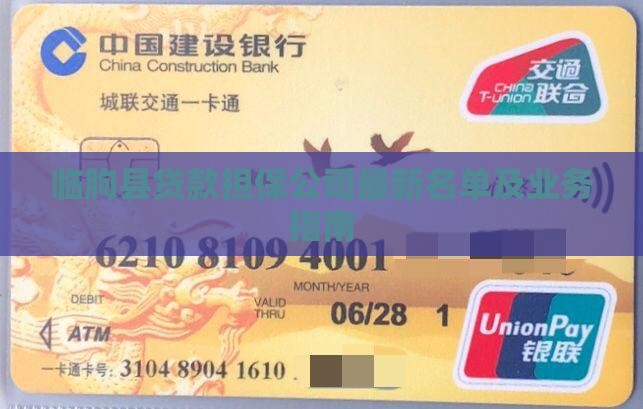 中国建设银行
China Construction Bank
城联交通一卡通
交通
CHINA
T-UNION 联合
临朐县贷款担保公司最新名单及业务
指南
6210 8109 4001
MONTH/YEAR
DEBIT
VALID
THRU
06/28 1
ATM
一卡通卡号: 3104 8904 1610
UnionPay
银联